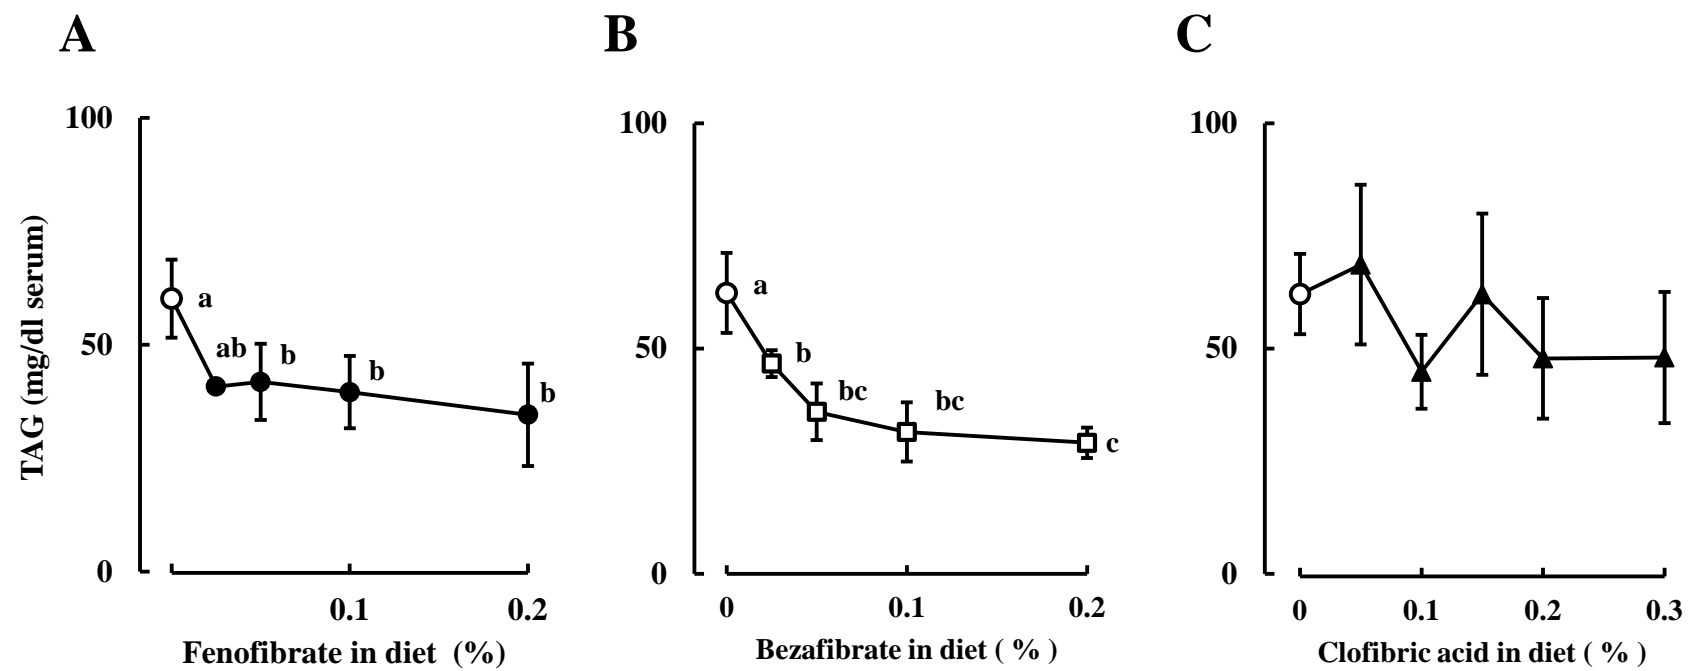 A
B
C
TAG (mg/dl serum)
100
50
0
a
ab
b
b
b
0.1
0.2
Fenofibrate in diet (%)
100
50
0
a
b
bc
bc
c
0
0.1
0.2
Bezafibrate in diet ( % )
100
50
0
0
0.1
0.2
0.3
Clofibric acid in diet ( % )